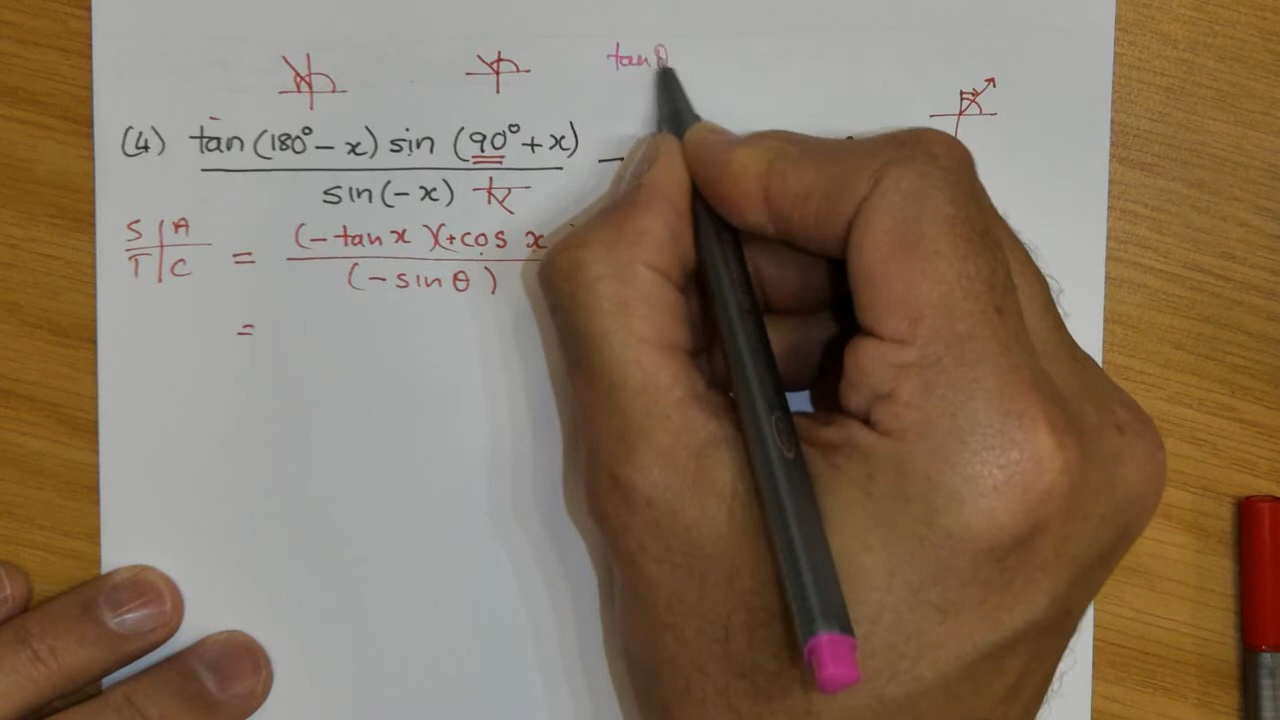 tan θ
(4) tan(180° - x) sin(90° + x) -
sin(-x)
S A
T C
= (-tan x)(+cos x
(-sin θ)
=